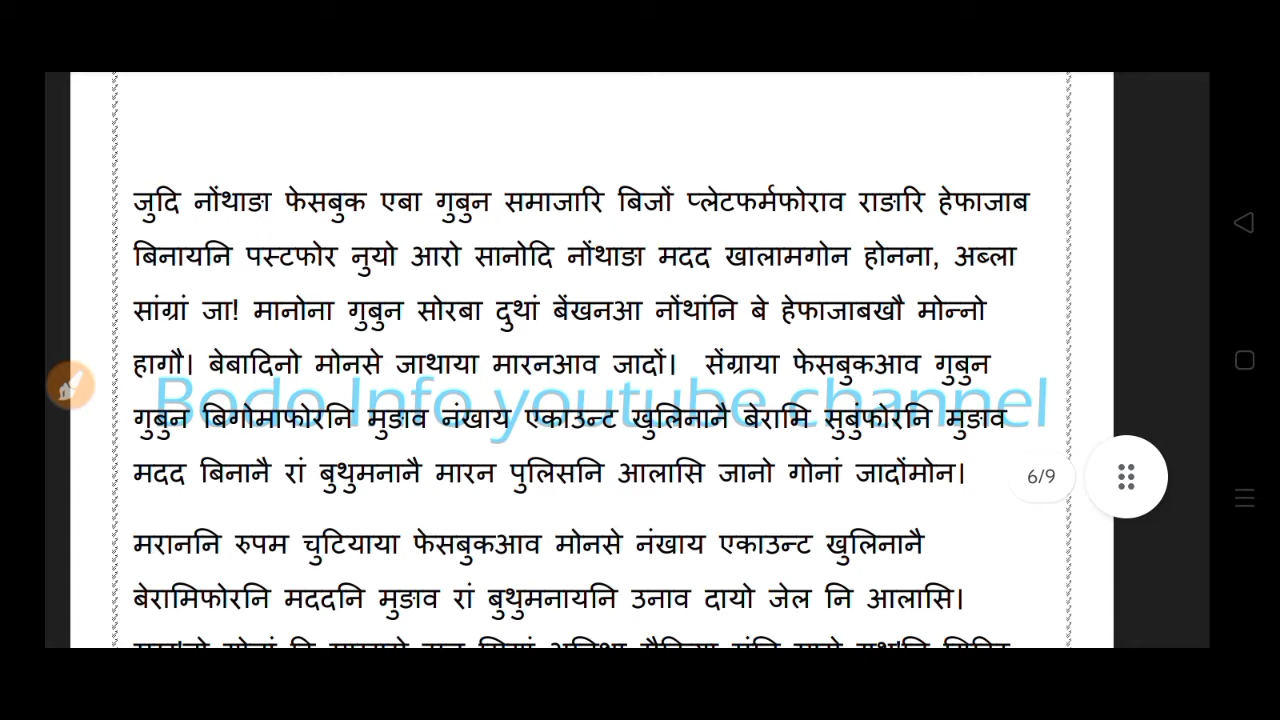 जुदि नोंथाङा फेसबुक एबा गुबुन समाजारि बिजों प्लेटफर्मफोराव राङारि हेफाजाब
बिनायनि पस्टफोर नुयो आरो सानोदि नोंथाङा मदद खालामगोन होनना, अब्ला
सांग्रां जा! मानोना गुबुन सोरबा दुथां बेंखनआ नोंथांनि बे हेफाजाबखौ मोन्नो
हागौ। बेबादिनो मोनसे जाथाया मारनआव जादों। सेंग्राया फेसबुकआव गुबुन
Bodo Info youtube channel
गुबुन बिगोमाफोरनि मुङाव नंखाय एकाउन्ट खुलिनानै बेरामि सुबुंफोरनि मुङाव
मदद बिनानै रां बुथुमनानै मारन पुलिसनि आलासि जानो गोनां जादोंमोन।
6/9
मराननि रुपम चुटियाया फेसबुकआव मोनसे नंखाय एकाउन्ट खुलिनानै
बेरामिफोरनि मददनि मुङाव रां बुथुमनायनि उनाव दायो जेल नि आलासि।